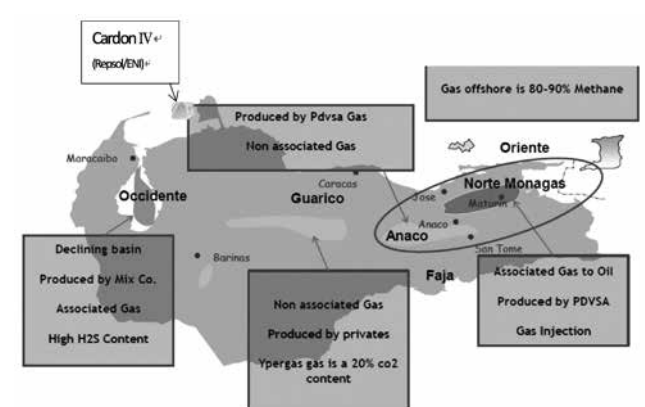 Cardon IV↵
(Repsol/ENI)↵
Gas offshore is 80-90% Methane
Produced by Pdvsa Gas
Non associated Gas
Oriente
Maracaibo
Occidente
Caracas
Guarico
Jose
Norte Monagas
Maturin
Anaco
Anaco
San Tome
Barinas
Faja
Declining basin
Produced by Mix Co.
Associated Gas
High H2S Content
Non associated Gas
Produced by privates
Ypergas gas is a 20% co2
content
Associated Gas to Oil
Produced by PDVSA
Gas Injection